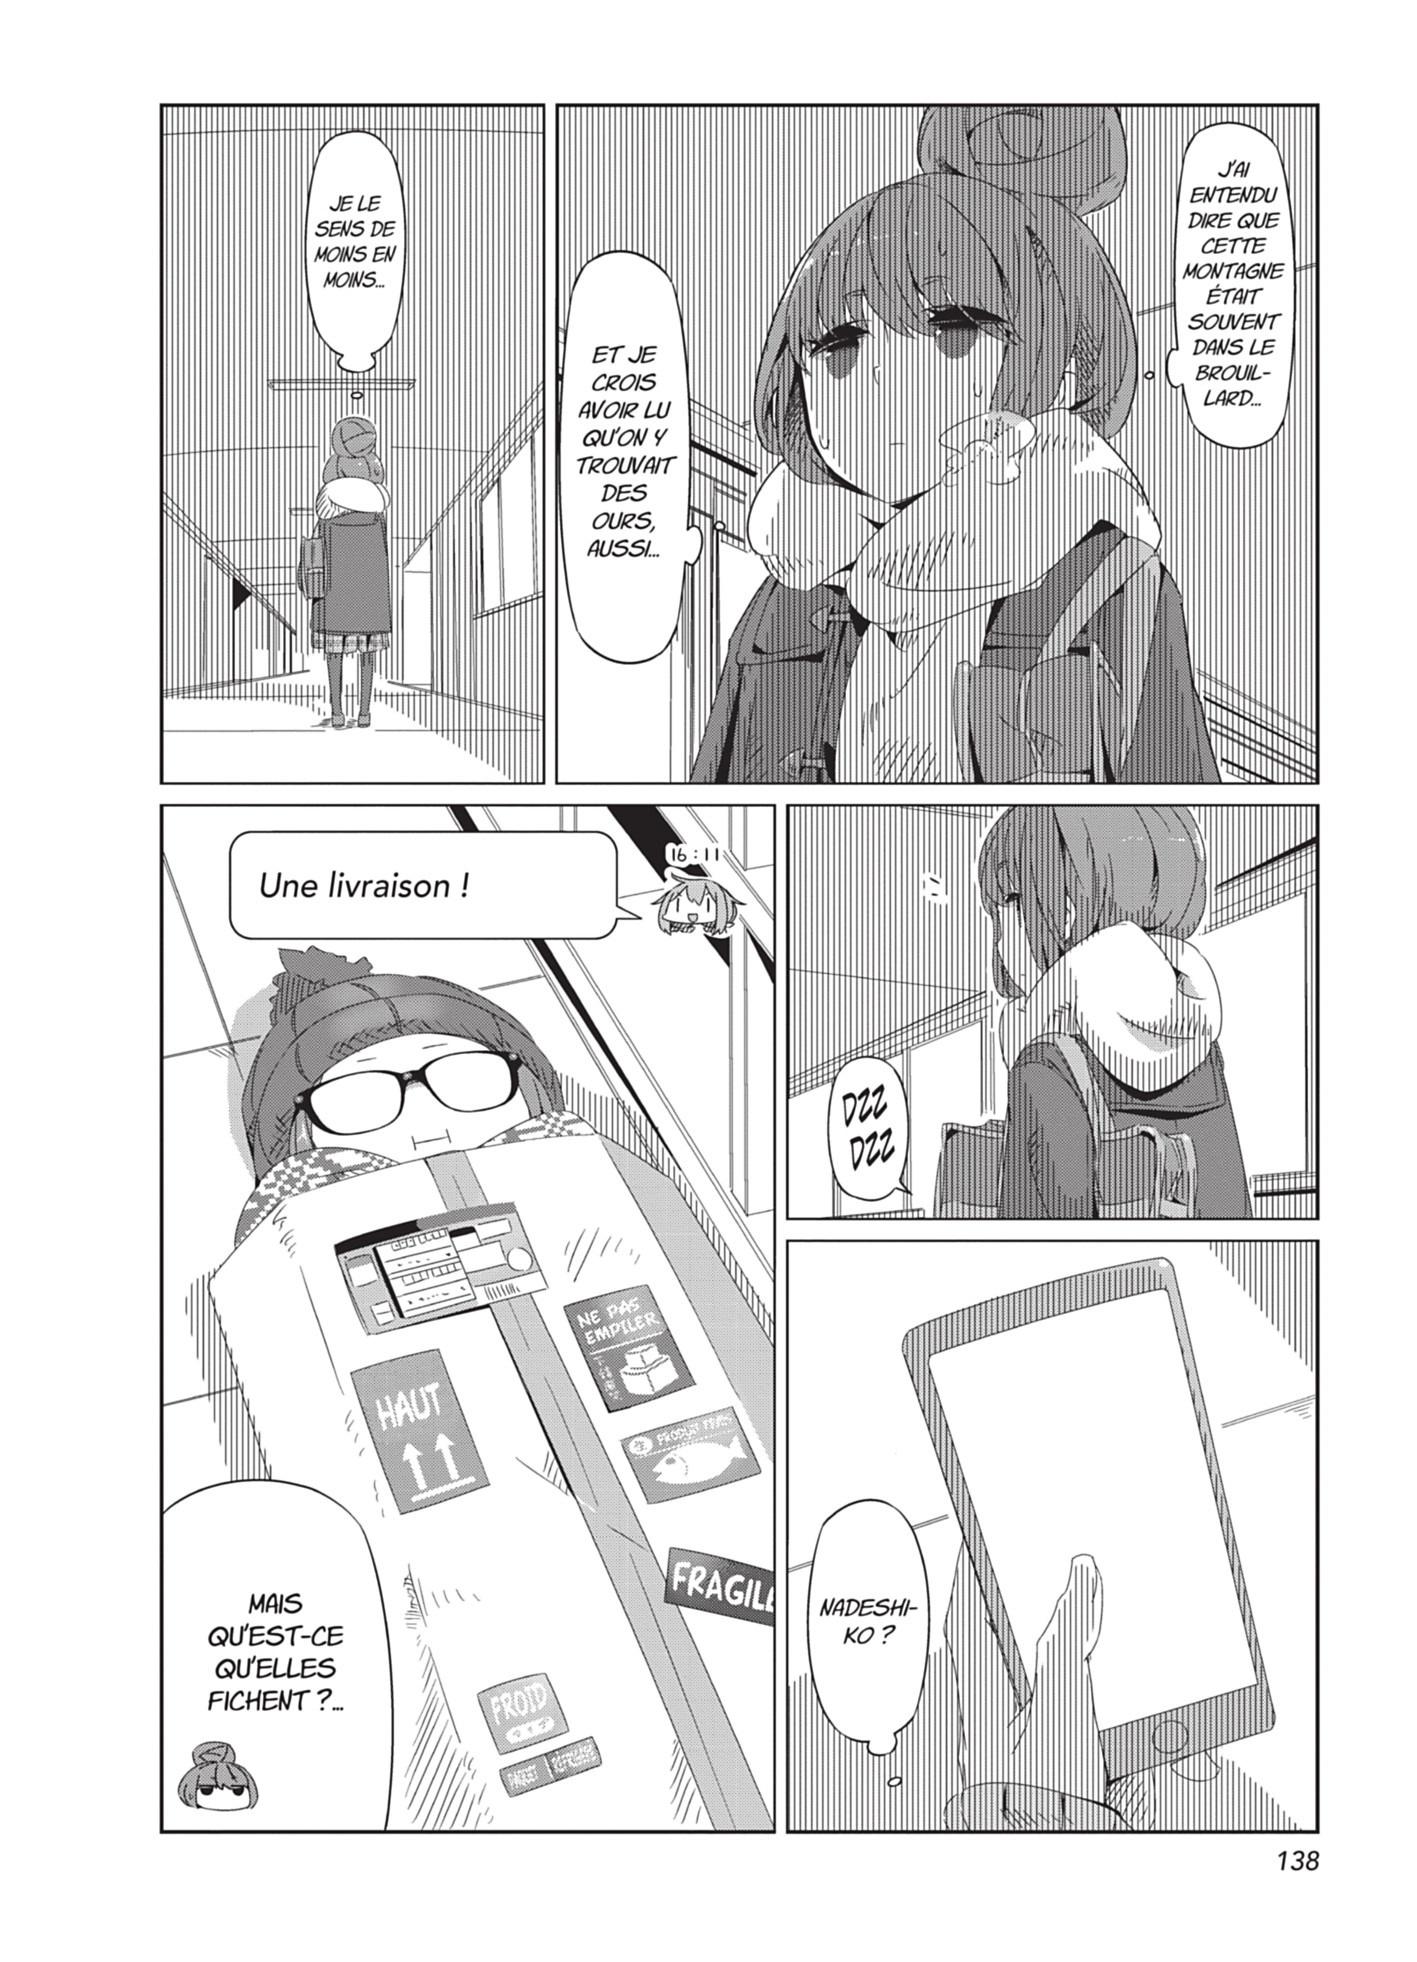 J'AI
ENTENDU
DIRE QUE
CETTE
MONTAGNE
ÉTAIT
SOUVENT
DANS LE
BROUIL-
LARD...
ET JE
CROIS
AVOIR LU
QU'ON Y
TROUVAIT
DES
OURS,
AUSSI...
JE LE
SENS DE
MOINS EN
MOINS...
DZZ
DZZ
NADESHI-
KO ?
16:11
Une livraison !
NE PAS
EMPILER
HAUT
PRODUIT FRAIS
FRAGILE
FROID
MAIS
QU'EST-CE
QU'ELLES
FICHENT ?...
138